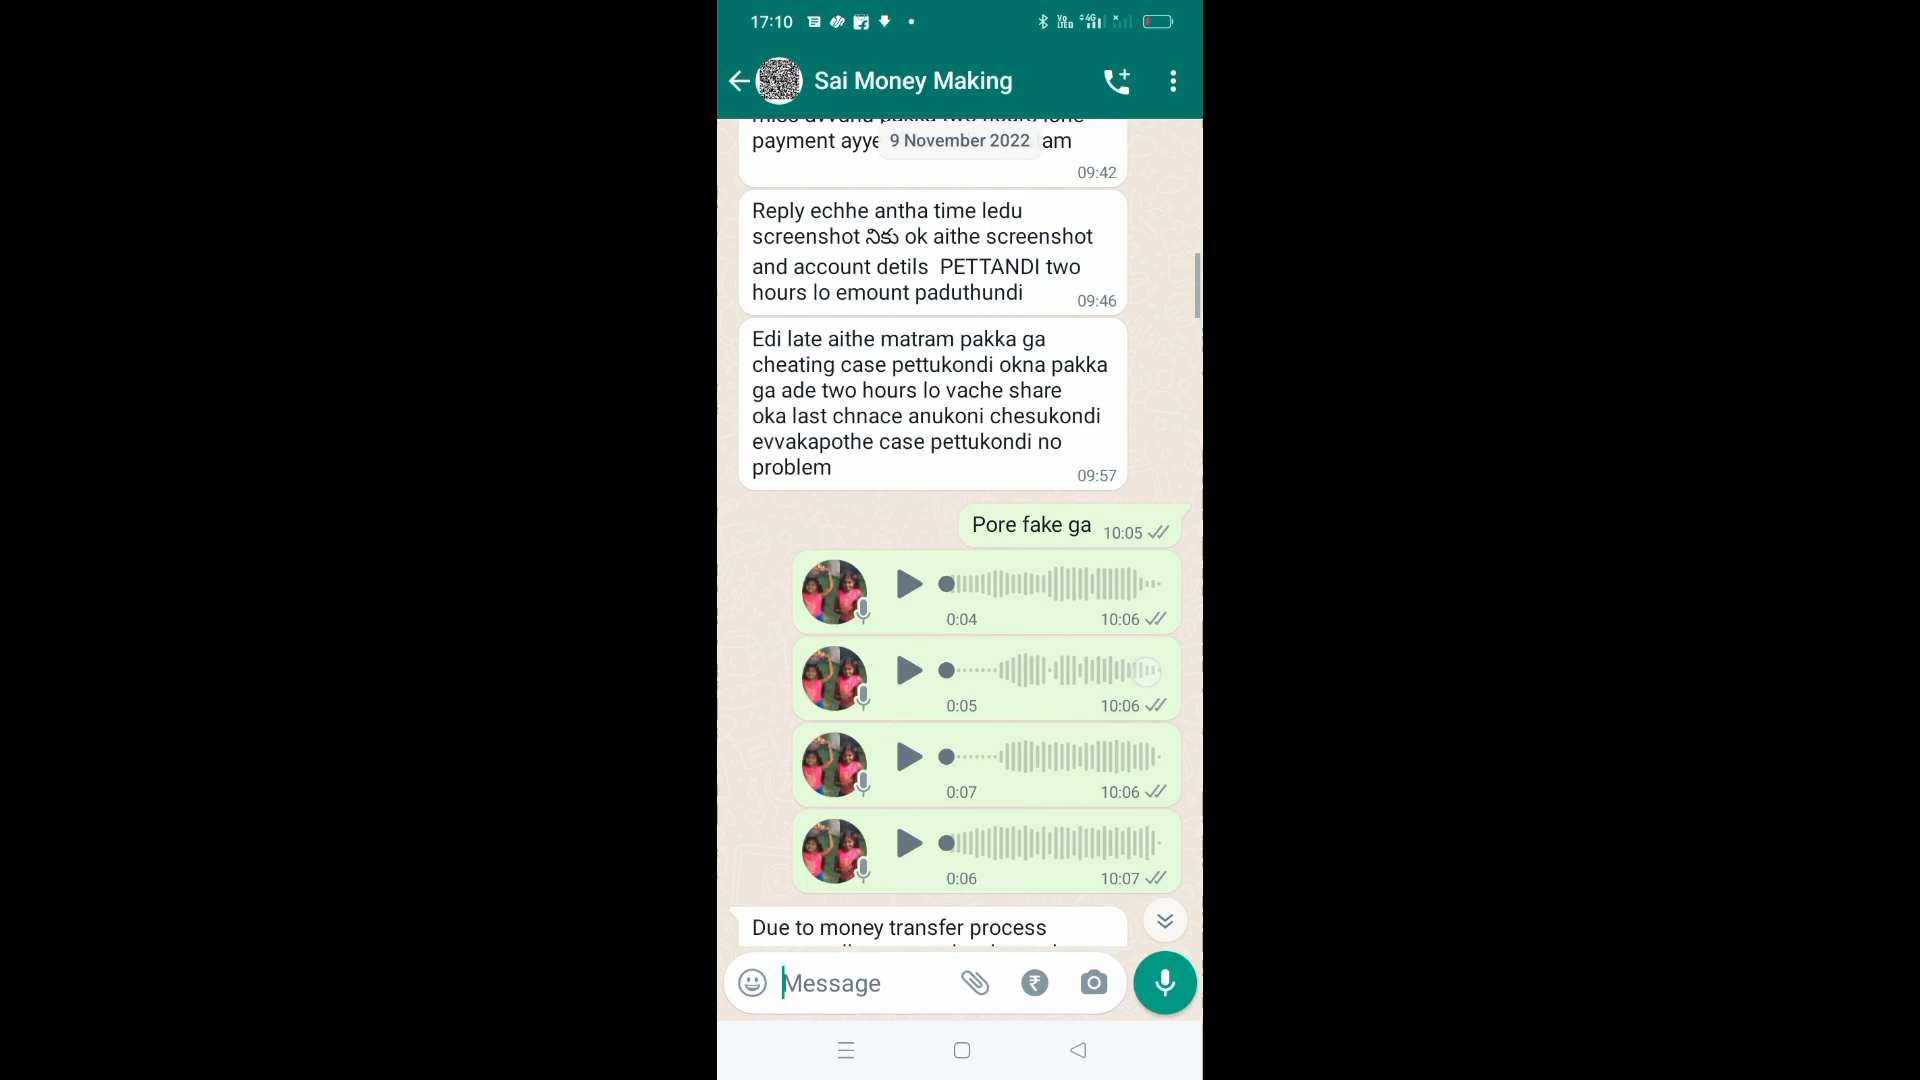 17:10
Sai Money Making
payment ayye
9 November 2022
am
09:42
Reply echhe antha time ledu
screenshot నికు ok aithe screenshot
and account detils PETTANDI two
hours lo emount paduthundi
09:46
Edi late aithe matram pakka ga
cheating case pettukondi okna pakka
ga ade two hours lo vache share
oka last chnace anukoni chesukondi
evvakapothe case pettukondi no
problem
09:57
Pore fake ga
10:05
0:04
10:06
0:05
10:06
0:07
10:06
0:06
10:07
Due to money transfer process
Message